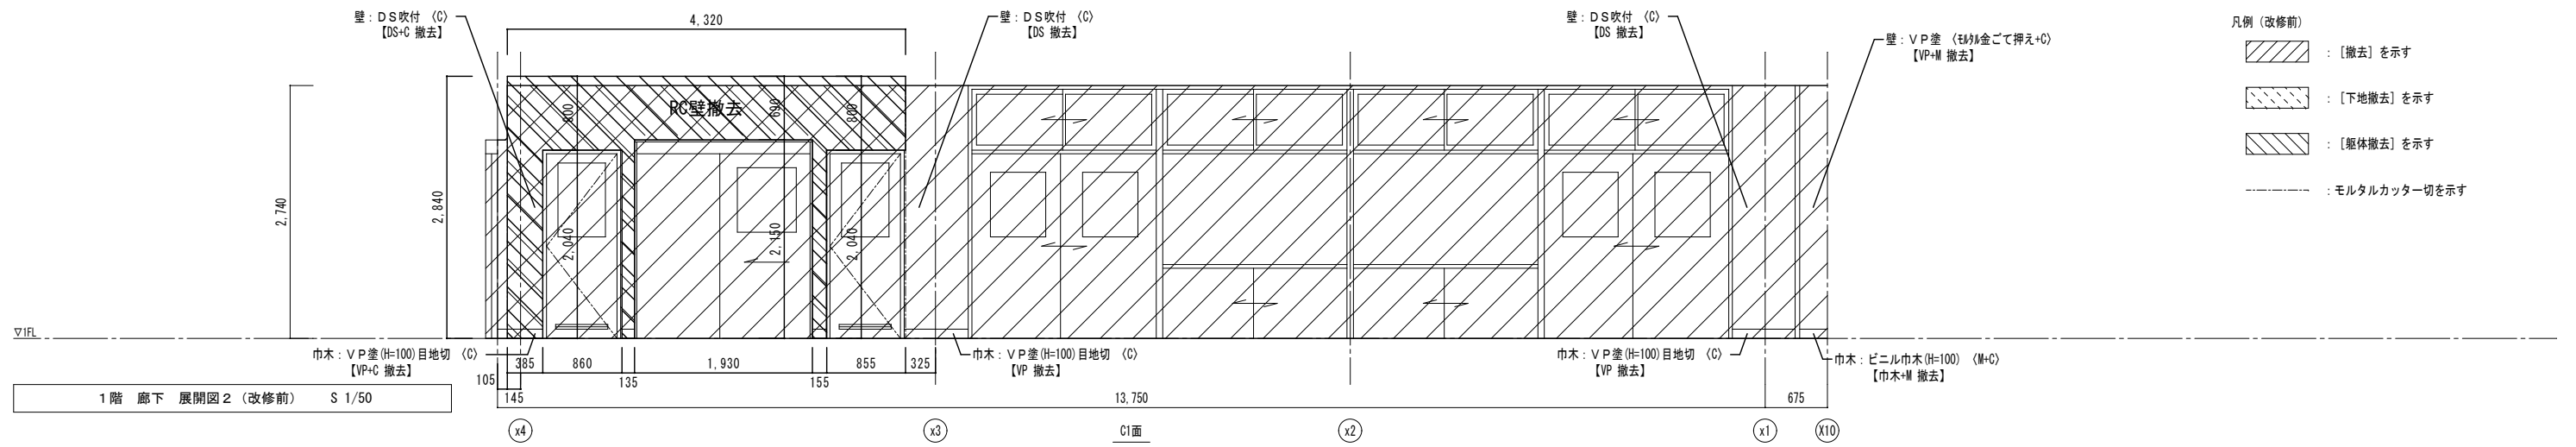 壁：ＤＳ吹付 〈C〉
【DS+C 撤去】
4,320
壁：ＤＳ吹付 〈C〉
【DS 撤去】
壁：ＤＳ吹付 〈C〉
【DS 撤去】
壁：ＶＰ塗 〈ﾓﾙﾀﾙ金ごて押え+C〉
【VP+M 撤去】
凡例（改修前）
：［撤去］を示す
：［下地撤去］を示す
：［躯体撤去］を示す
：モルタルカッター切を示す
RC壁撤去
800
690
800
2,740
2,840
2,040
2,150
2,040
▽1FL
巾木：ＶＰ塗(H=100)目地切 〈C〉
【VP+C 撤去】
385
860
1,930
855
325
巾木：ＶＰ塗(H=100)目地切 〈C〉
【VP 撤去】
巾木：ＶＰ塗(H=100)目地切 〈C〉
【VP 撤去】
巾木：ビニル巾木(H=100) 〈M+C〉
【巾木+M 撤去】
105
135
155
145
13,750
675
1階　廊下　展開図２（改修前）　　S 1/50
x4
x3
C1面
x2
x1
X10